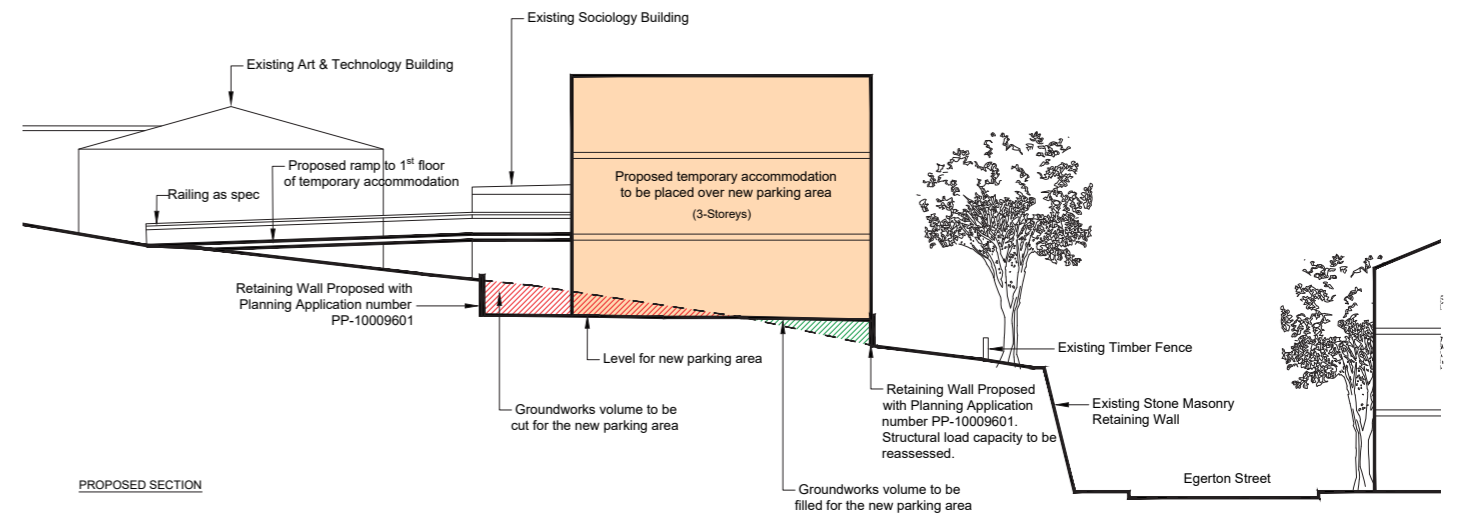 Existing Sociology Building
Existing Art & Technology Building
Proposed ramp to 1st floor
of temporary accommodation
Railing as spec
Proposed temporary accommodation
to be placed over new parking area
(3-Storeys)
Retaining Wall Proposed with
Planning Application number
PP-10009601
Level for new parking area
Existing Timber Fence
Groundworks volume to be
cut for the new parking area
Retaining Wall Proposed
with Planning Application
number PP-10009601.
Structural load capacity to be
reassessed.
Existing Stone Masonry
Retaining Wall
PROPOSED SECTION
Groundworks volume to be
filled for the new parking area
Egerton Street